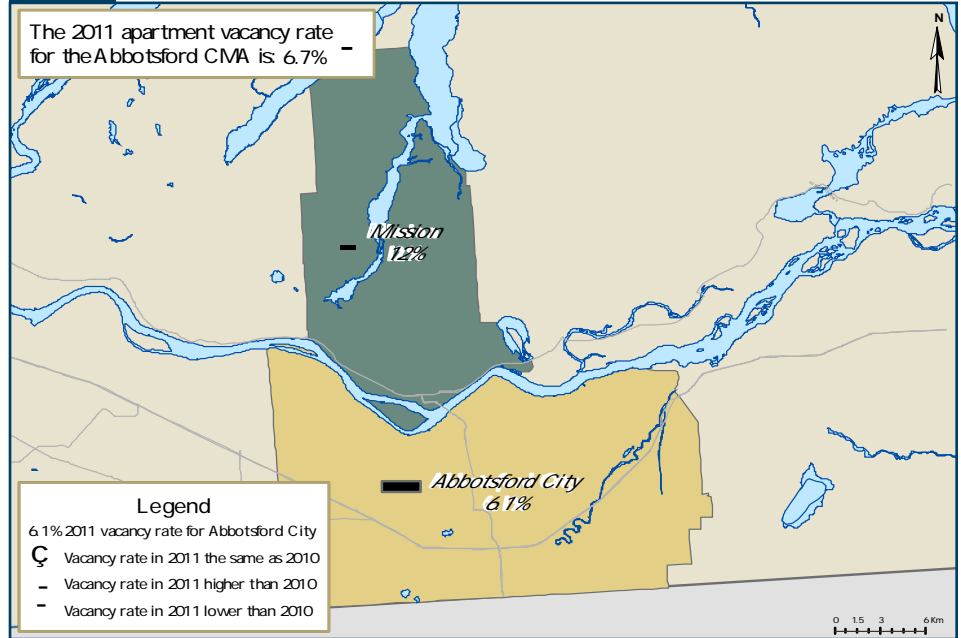 The 2011 apartment vacancy rate
for the Abbotsford CMA is: 6.7% -
N
Mission
12%
Abbotsford City
6.1%
Legend
6.1% 2011 vacancy rate for Abbotsford City
Ç Vacancy rate in 2011 the same as 2010
- Vacancy rate in 2011 higher than 2010
- Vacancy rate in 2011 lower than 2010
0 1.5 3 6 Km